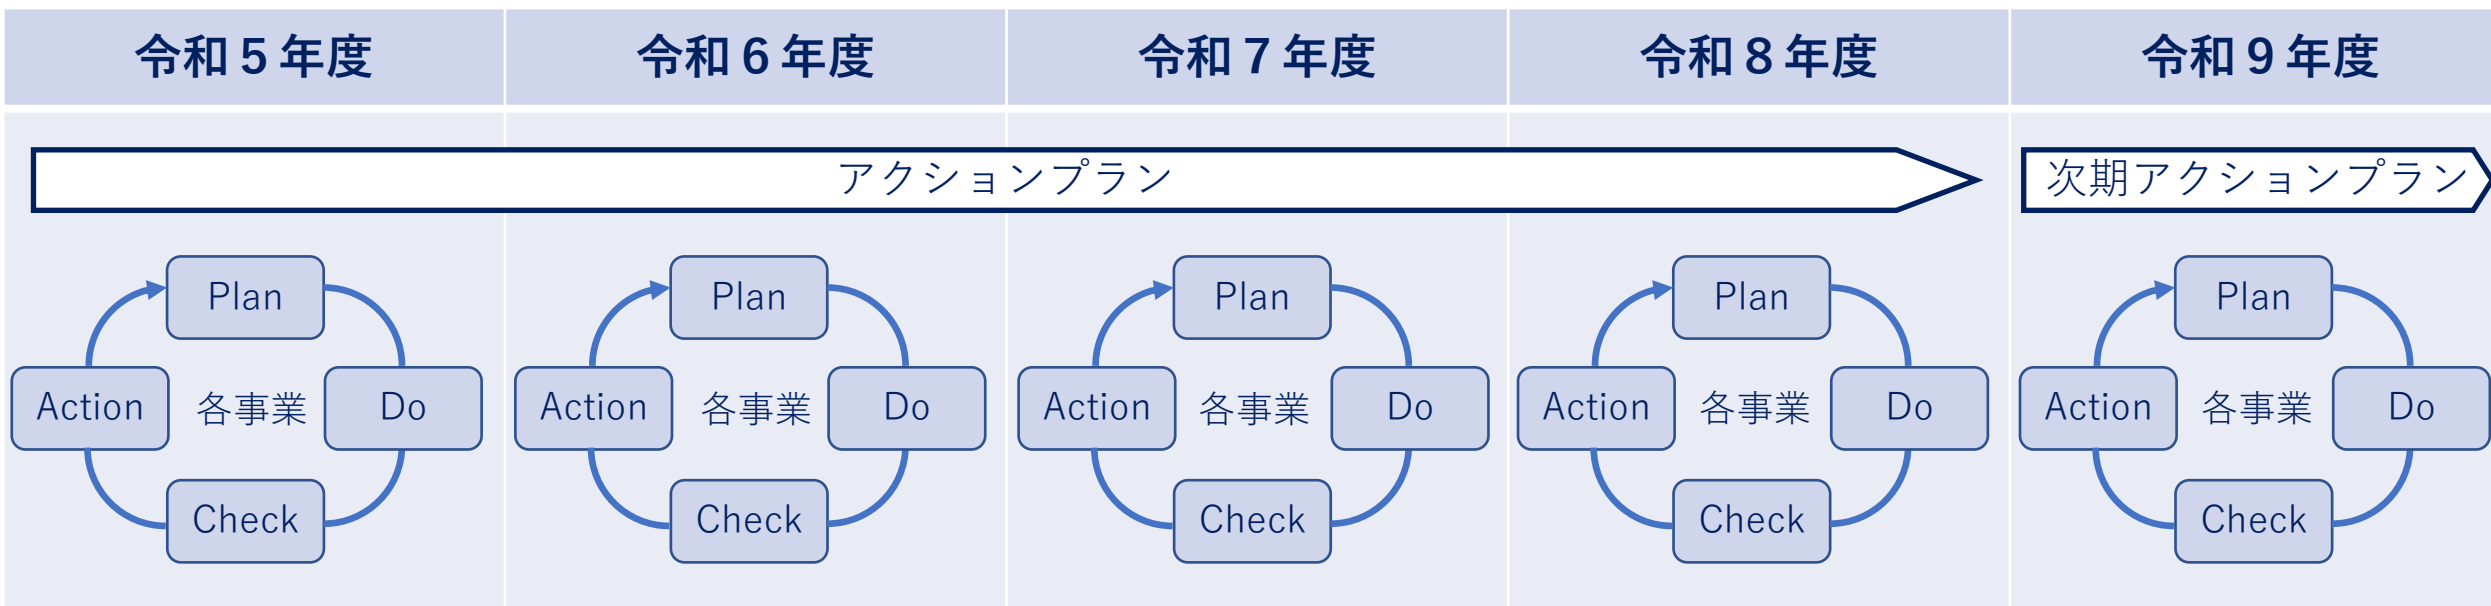 令和5年度
令和6年度
令和7年度
令和8年度
令和9年度
アクションプラン
次期アクションプラン
Plan
Action
各事業
Do
Check
Plan
Action
各事業
Do
Check
Plan
Action
各事業
Do
Check
Plan
Action
各事業
Do
Check
Plan
Action
各事業
Do
Check